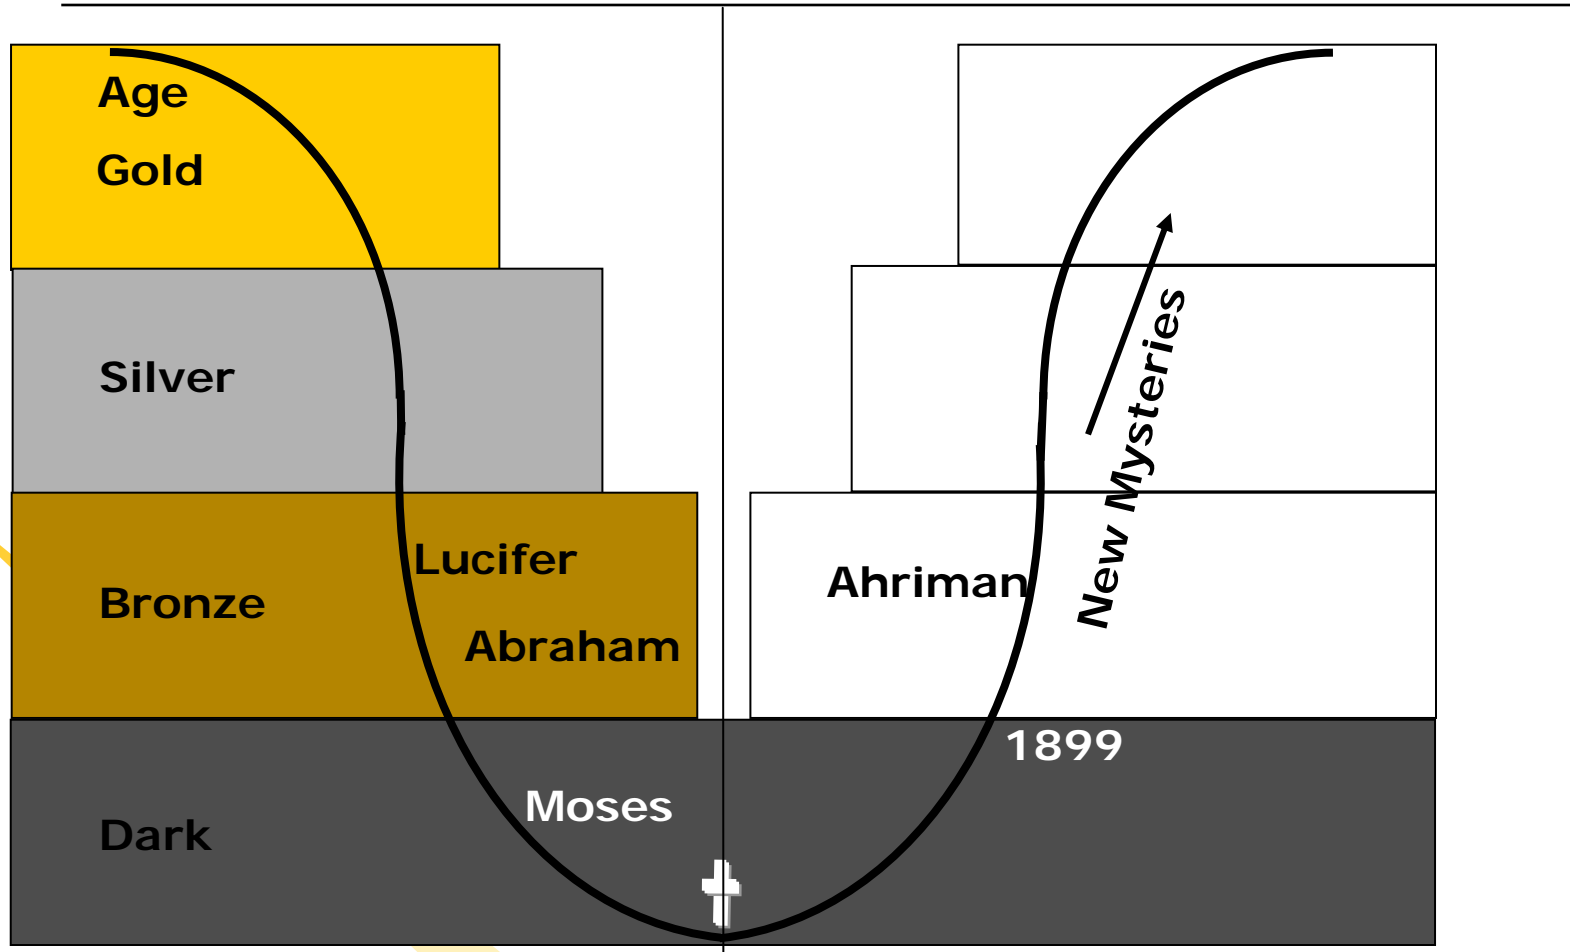 Age
Gold
Silver
New Mysteries
Lucifer
Ahriman
Bronze
Abraham
1899
Moses
Dark